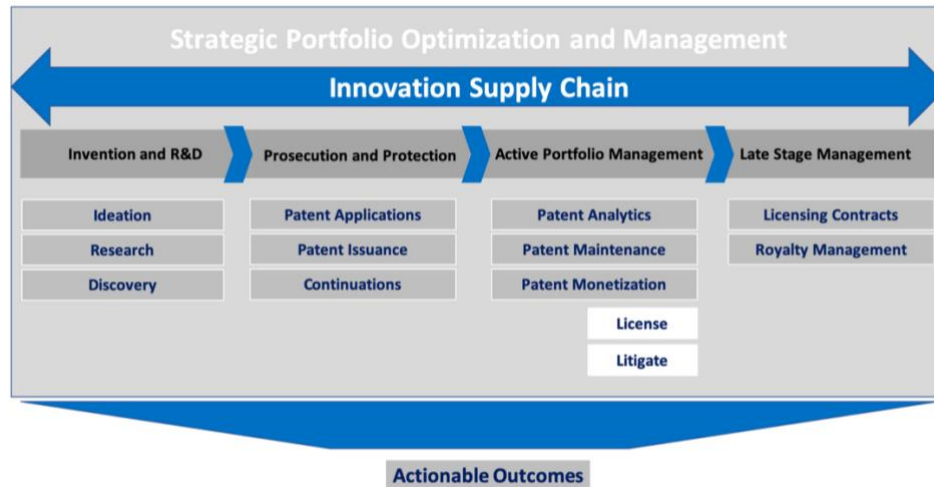 Strategic Portfolio Optimization and Management
Innovation Supply Chain
Invention and R&D
Prosecution and Protection
Active Portfolio Management
Late Stage Management
Ideation
Research
Discovery
Patent Applications
Patent Issuance
Continuations
Patent Analytics
Patent Maintenance
Patent Monetization
License
Litigate
Licensing Contracts
Royalty Management
Actionable Outcomes